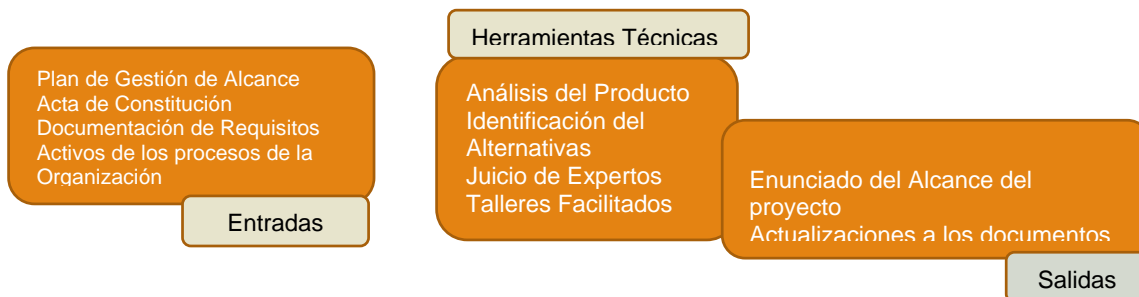 Plan de Gestión de Alcance
Acta de Constitución
Documentación de Requisitos
Activos de los procesos de la
Organización
Entradas
Herramientas Técnicas
Análisis del Producto
Identificación del
Alternativas
Juicio de Expertos
Talleres Facilitados
Enunciado del Alcance del
proyecto
Actualizaciones a los documentos
Salidas